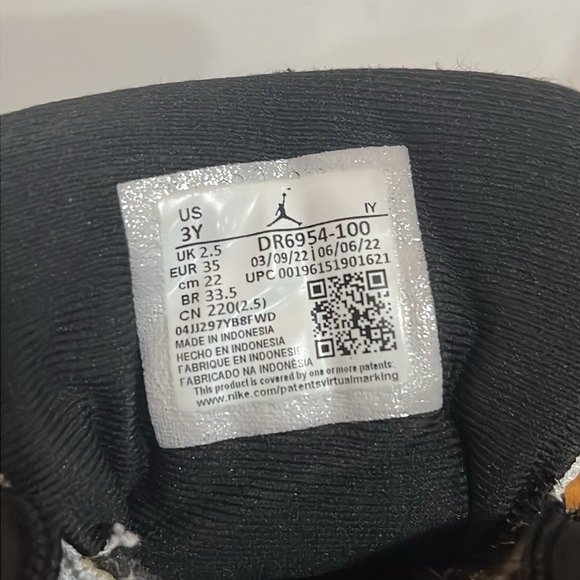 US
3Y
IY
DR6954-100
UK 2.5
03/09/22 | 06/06/22
EUR 35
UPC 00196151901621
cm 22
BR 33.5
CN 220(2.5)
04JJ297YB8FWD
MADE IN INDONESIA
HECHO EN INDONESIA
FABRIQUE EN INDONESIE
FABRICADO NA INDONÉSIA
This product is covered by one or more patents:
www.nike.com/patentsvirtualmarking